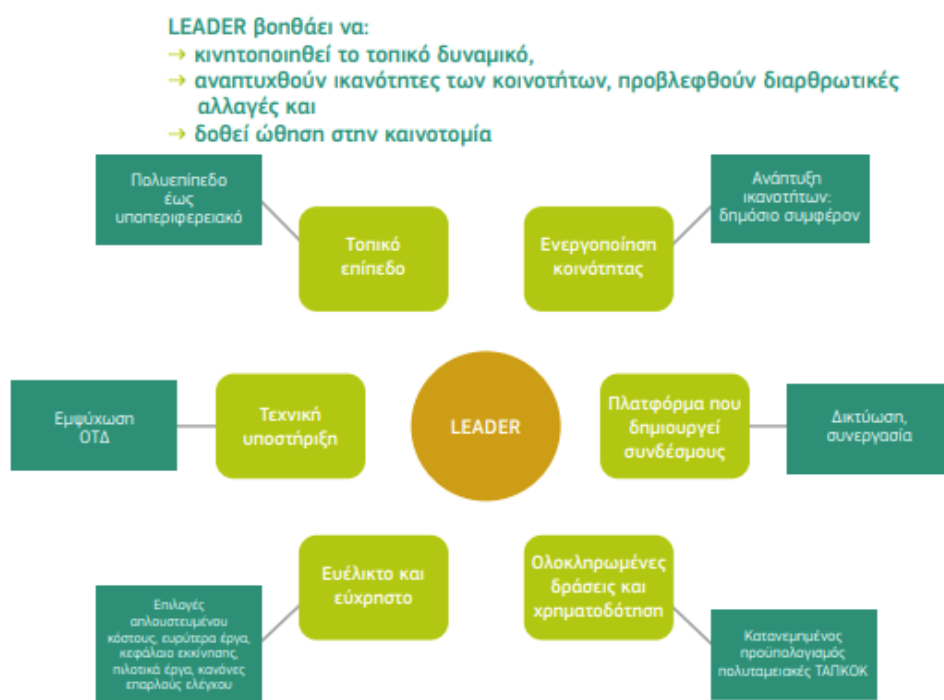 LEADER βοηθάει να:
→ κινητοποιηθεί το τοπικό δυναμικό,
→ αναπτυχθούν ικανότητες των κοινοτήτων, προβλεφθούν διαρθρωτικές
αλλαγές και
→ δοθεί ώθηση στην καινοτομία
Πολυεπίπεδο
έως
υποπεριφερειακό
Τοπικό
επίπεδο
Ενεργοποίηση
κοινότητας
Ανάπτυξη
ικανοτήτων:
δημόσιο συμφέρον
Εμψύχωση
ΟΤΔ
Τεχνική
υποστήριξη
LEADER
Πλατφόρμα που
δημιουργεί
συνδέσμους
Δικτύωση,
συνεργασία
Ευέλικτο και
εύχρηστο
Ολοκληρωμένες
δράσεις και
χρηματοδότηση
Επιλογές
απλουστευμένου
κόστους, ευρύτερα έργα,
κεφάλαιο εκκίνησης,
πιλοτικά έργα, κανόνες
επαρλούς ελέγχου
Κατανεμημένος
προϋπολογισμός
πολυταμειακές ΤΑΠΚΟΚ